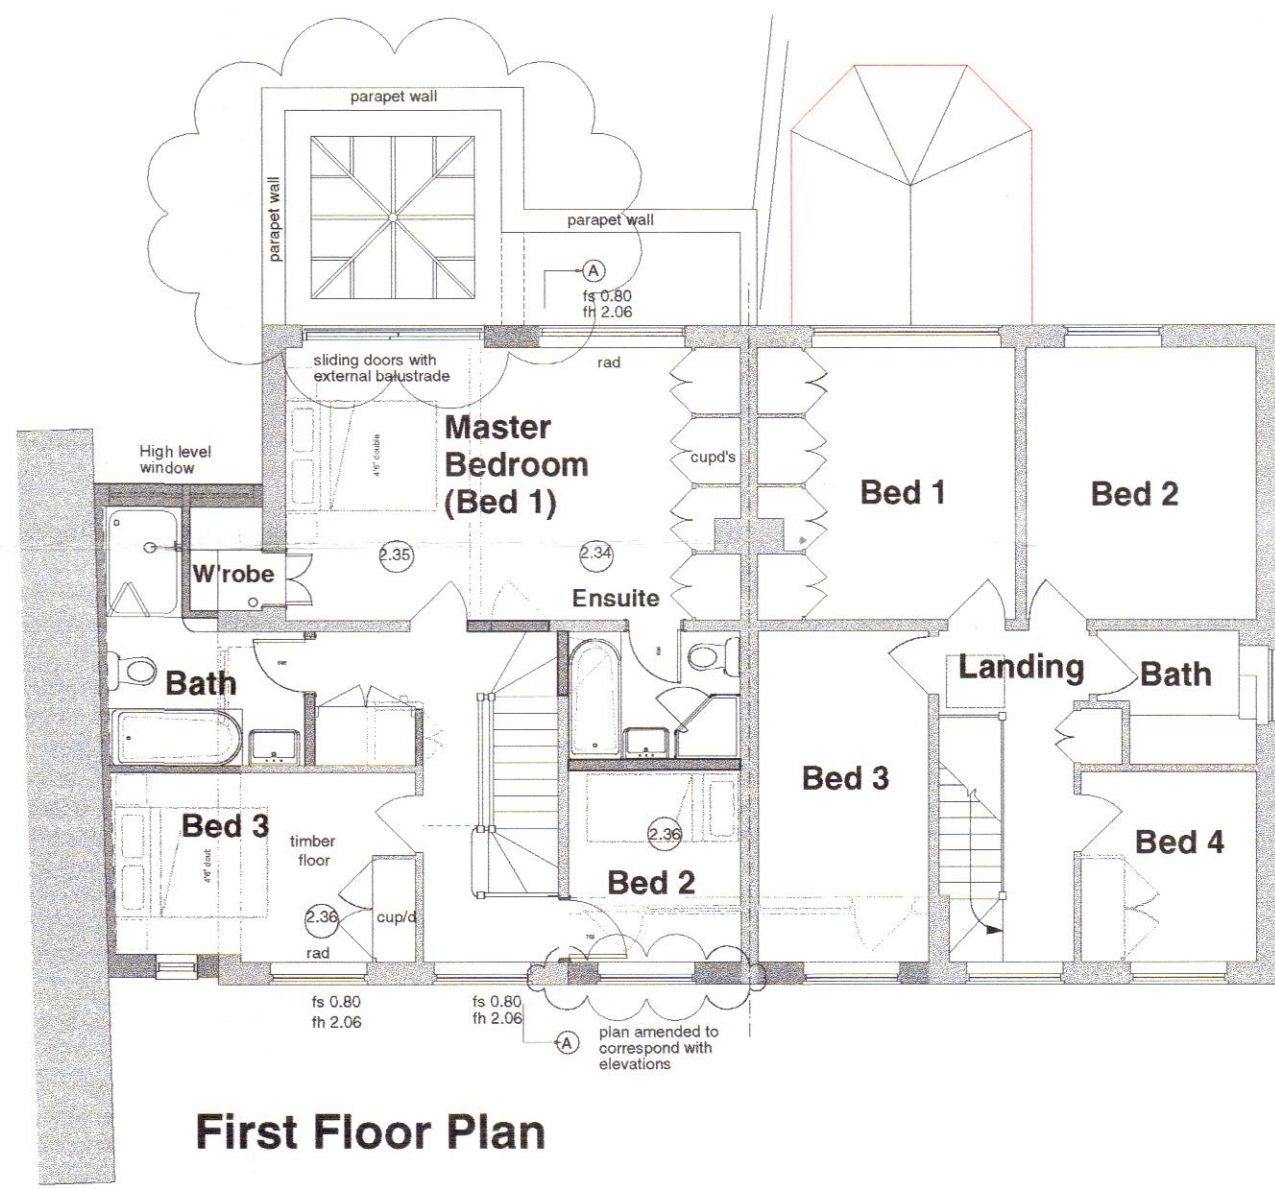 parapet wall
parapet wall
parapet wall
A
fs 0.80
fh 2.06
sliding doors with
external balustrade
rad
Master
Bedroom
(Bed 1)
4'6" double
cupd's
High level
window
Bed 1
Bed 2
2.35
2.34
W'robe
Ensuite
Bath
Landing
Bath
Bed 3
timber
floor
4'6" doub
2.36
Bed 2
Bed 3
Bed 4
2.36
cup/d
rad
fs 0.80
fh 2.06
fs 0.80
fh 2.06
A
plan amended to
correspond with
elevations
First Floor Plan